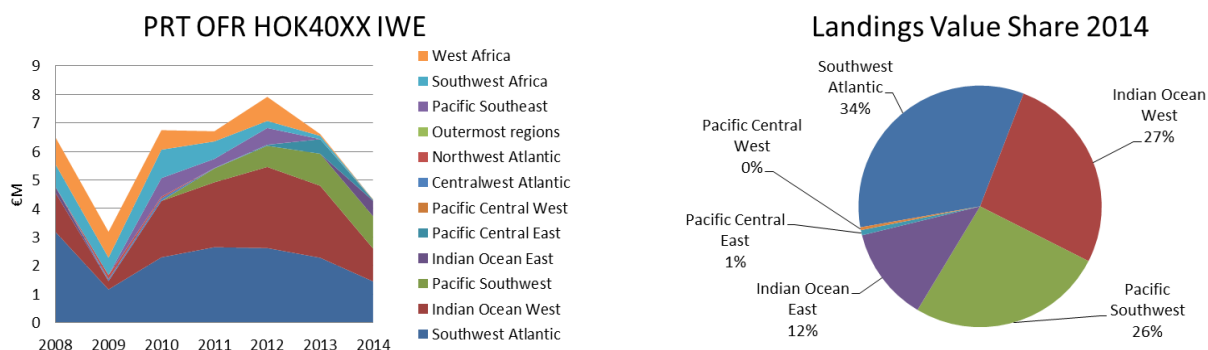 PRT OFR HOK40XX IWE
9
8
7
6
5
4
3
2
1
0
€M
2008 2009 2010 2011 2012 2013 2014
West Africa
Southwest Africa
Pacific Southeast
Outermost regions
Northwest Atlantic
Centralwest Atlantic
Pacific Central West
Pacific Central East
Indian Ocean East
Pacific Southwest
Indian Ocean West
Southwest Atlantic
Landings Value Share 2014
Southwest
Atlantic
34%
Indian Ocean
West
27%
Pacific Central
West
0%
Pacific Central
East
1%
Indian Ocean
East
12%
Pacific
Southwest
26%